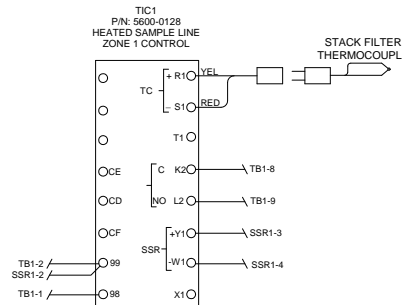 TIC1
P/N: 5600-0128
HEATED SAMPLE LINE
ZONE 1 CONTROL
STACK FILTER
THERMOCOUPL
+ R1 YEL
TC
- S1 RED
T1
CE C K2 TB1-8
CD NO L2 TB1-9
CF +Y1 SSR1-3
SSR
TB1-2 99 -W1 SSR1-4
SSR1-2
TB1-1 98 X1